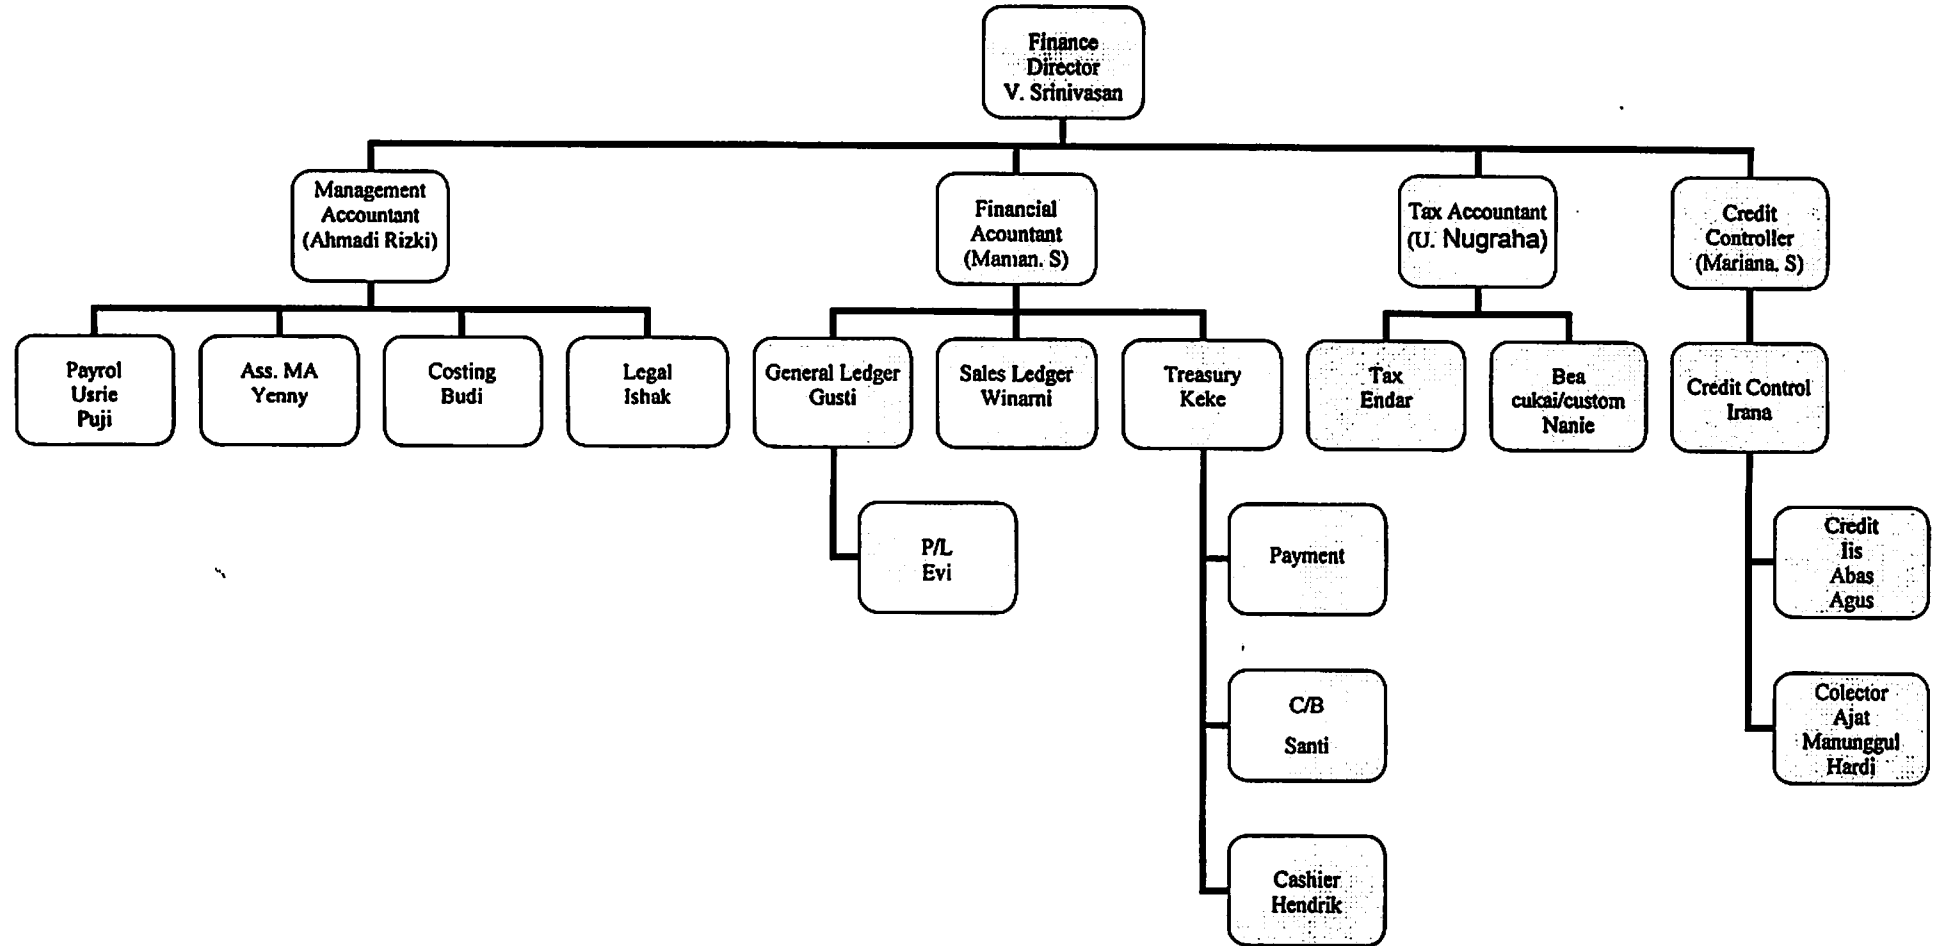 Finance
Director
V. Srinivasan
Management
Accountant
(Ahmadi Rizki)
Financial
Acountant
(Maman. S)
Tax Accountant
(U. Nugraha)
Credit
Controller
(Mariana. S)
Payrol
Usrie
Puji
Ass. MA
Yenny
Costing
Budi
Legal
Ishak
General Ledger
Gusti
Sales Ledger
Winarni
Treasury
Keke
Tax
Endar
Bea
cukai/custom
Nanie
Credit Control
Irana
P/L
Evi
Payment
C/B
Santi
Cashier
Hendrik
Credit
Iis
Abas
Agus
Colector
Ajat
Manunggul
Hardi